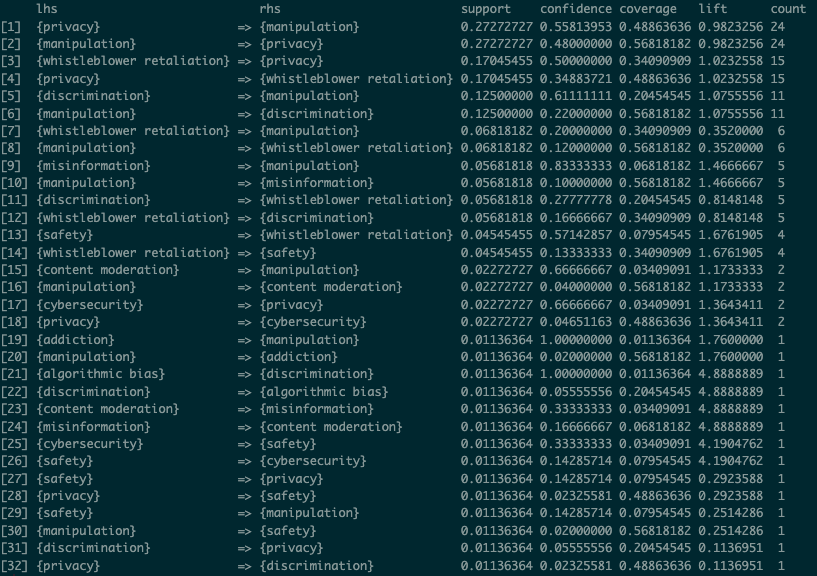 lhs rhs support confidence coverage lift count
[1] {privacy} => {manipulation} 0.27272727 0.55813953 0.48863636 0.9823256 24
[2] {manipulation} => {privacy} 0.27272727 0.48000000 0.56818182 0.9823256 24
[3] {whistleblower retaliation} => {privacy} 0.17045455 0.50000000 0.34090909 1.0232558 15
[4] {privacy} => {whistleblower retaliation} 0.17045455 0.34883721 0.48863636 1.0232558 15
[5] {discrimination} => {manipulation} 0.12500000 0.61111111 0.20454545 1.0755556 11
[6] {manipulation} => {discrimination} 0.12500000 0.22000000 0.56818182 1.0755556 11
[7] {whistleblower retaliation} => {manipulation} 0.06818182 0.20000000 0.34090909 0.3520000 6
[8] {manipulation} => {whistleblower retaliation} 0.06818182 0.12000000 0.56818182 0.3520000 6
[9] {misinformation} => {manipulation} 0.05681818 0.83333333 0.06818182 1.4666667 5
[10] {manipulation} => {misinformation} 0.05681818 0.10000000 0.56818182 1.4666667 5
[11] {discrimination} => {whistleblower retaliation} 0.05681818 0.27777778 0.20454545 0.8148148 5
[12] {whistleblower retaliation} => {discrimination} 0.05681818 0.16666667 0.34090909 0.8148148 5
[13] {safety} => {whistleblower retaliation} 0.04545455 0.57142857 0.07954545 1.6761905 4
[14] {whistleblower retaliation} => {safety} 0.04545455 0.13333333 0.34090909 1.6761905 4
[15] {content moderation} => {manipulation} 0.02272727 0.66666667 0.03409091 1.1733333 2
[16] {manipulation} => {content moderation} 0.02272727 0.04000000 0.56818182 1.1733333 2
[17] {cybersecurity} => {privacy} 0.02272727 0.66666667 0.03409091 1.3643411 2
[18] {privacy} => {cybersecurity} 0.02272727 0.04651163 0.48863636 1.3643411 2
[19] {addiction} => {manipulation} 0.01136364 1.00000000 0.01136364 1.7600000 1
[20] {manipulation} => {addiction} 0.01136364 0.02000000 0.56818182 1.7600000 1
[21] {algorithmic bias} => {discrimination} 0.01136364 1.00000000 0.01136364 4.8888889 1
[22] {discrimination} => {algorithmic bias} 0.01136364 0.05555556 0.20454545 4.8888889 1
[23] {content moderation} => {misinformation} 0.01136364 0.33333333 0.03409091 4.8888889 1
[24] {misinformation} => {content moderation} 0.01136364 0.16666667 0.06818182 4.8888889 1
[25] {cybersecurity} => {safety} 0.01136364 0.33333333 0.03409091 4.1904762 1
[26] {safety} => {cybersecurity} 0.01136364 0.14285714 0.07954545 4.1904762 1
[27] {safety} => {privacy} 0.01136364 0.14285714 0.07954545 0.2923588 1
[28] {privacy} => {safety} 0.01136364 0.02325581 0.48863636 0.2923588 1
[29] {safety} => {manipulation} 0.01136364 0.14285714 0.07954545 0.2514286 1
[30] {manipulation} => {safety} 0.01136364 0.02000000 0.56818182 0.2514286 1
[31] {discrimination} => {privacy} 0.01136364 0.05555556 0.20454545 0.1136951 1
[32] {privacy} => {discrimination} 0.01136364 0.02325581 0.48863636 0.1136951 1